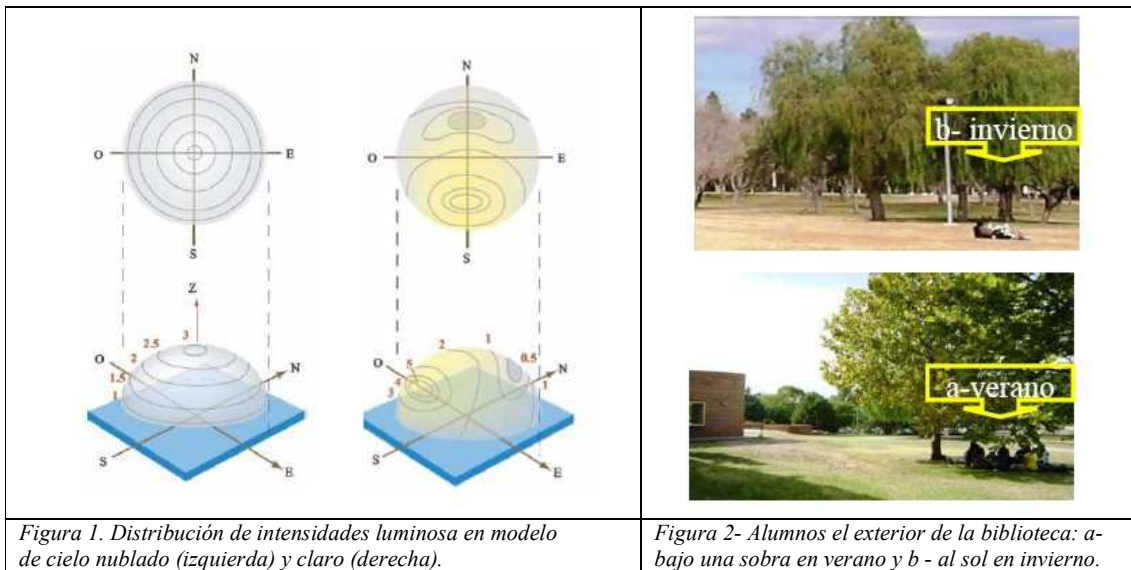 N
O
E
S
N
O
E
S
Z
3
2.5
2
1.5
1
O
N
S
E
2
1
0.5
O
5
4
3
N
1
S
E
b- invierno
a-verano
Figura 1. Distribución de intensidades luminosa en modelo
de cielo nublado (izquierda) y claro (derecha).
Figura 2- Alumnos el exterior de la biblioteca: a-
bajo una sobra en verano y b - al sol en invierno.